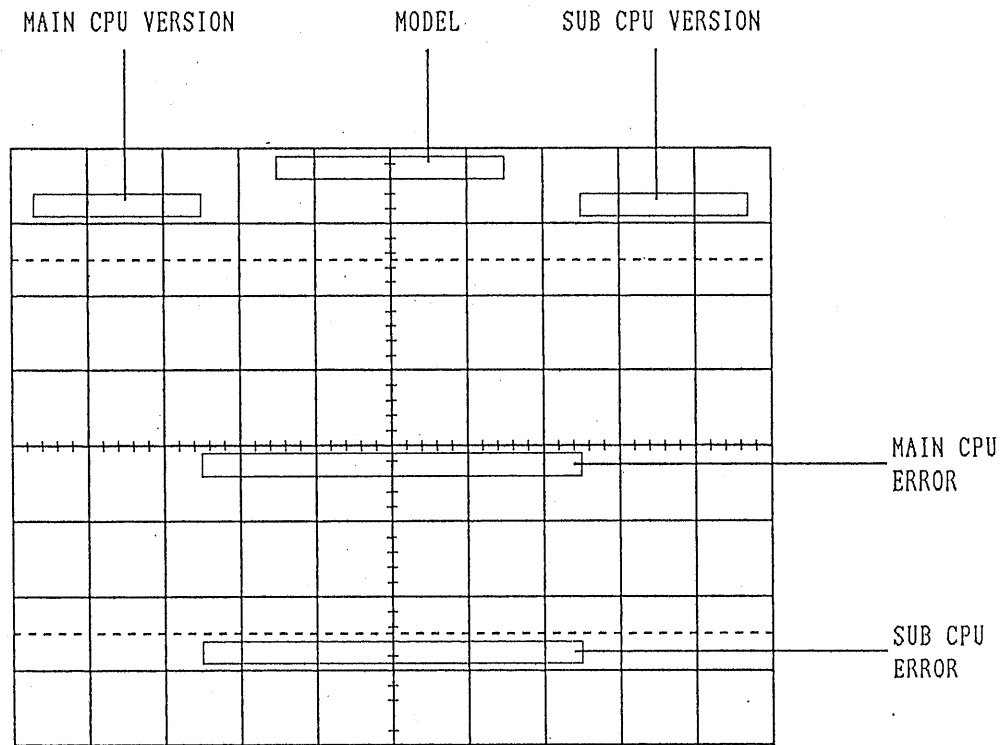 MAIN CPU VERSION
MODEL
SUB CPU VERSION
MAIN CPU
ERROR
SUB CPU
ERROR